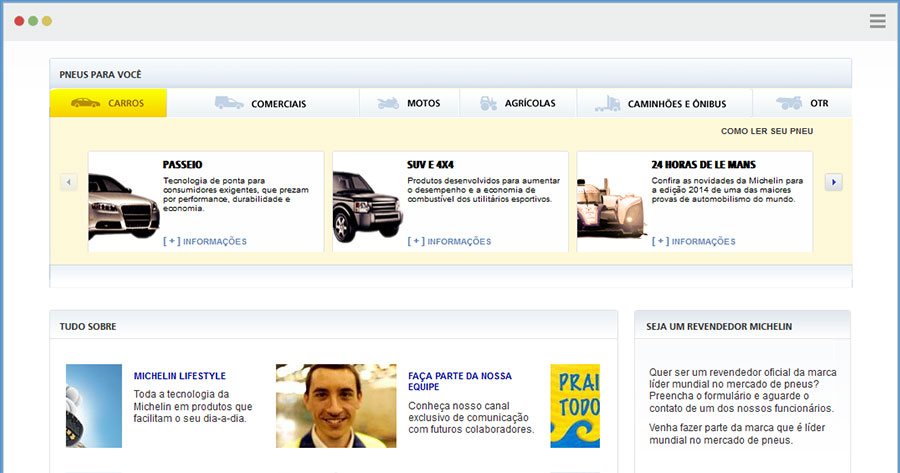 PNEUS PARA VOCÊ
CARROS
COMERCIAIS
MOTOS
AGRÍCOLAS
CAMINHÕES E ÔNIBUS
OTR
COMO LER SEU PNEU
PASSEIO
Tecnologia de ponta para
consumidores exigentes, que prezam
por performance, durabilidade e
economia.
[ + ] INFORMAÇÕES
SUV E 4X4
Produtos desenvolvidos para aumentar
o desempenho e a economia de
combustível dos utilitários esportivos.
[ + ] INFORMAÇÕES
24 HORAS DE LE MANS
Confira as novidades da Michelin para
a edição 2014 de uma das maiores
provas de automobilismo do mundo.
[ + ] INFORMAÇÕES
TUDO SOBRE
MICHELIN LIFESTYLE
Toda a tecnologia da
Michelin em produtos que
facilitam o seu dia-a-dia.
FAÇA PARTE DA NOSSA
EQUIPE
Conheça nosso canal
exclusivo de comunicação
com futuros colaboradores.
PRAI
TODO
SEJA UM REVENDEDOR MICHELIN
Quer ser um revendedor oficial da marca
líder mundial no mercado de pneus?
Preencha o formulário e aguarde o
contato de um dos nossos funcionários.
Venha fazer parte da marca que é líder
mundial no mercado de pneus.